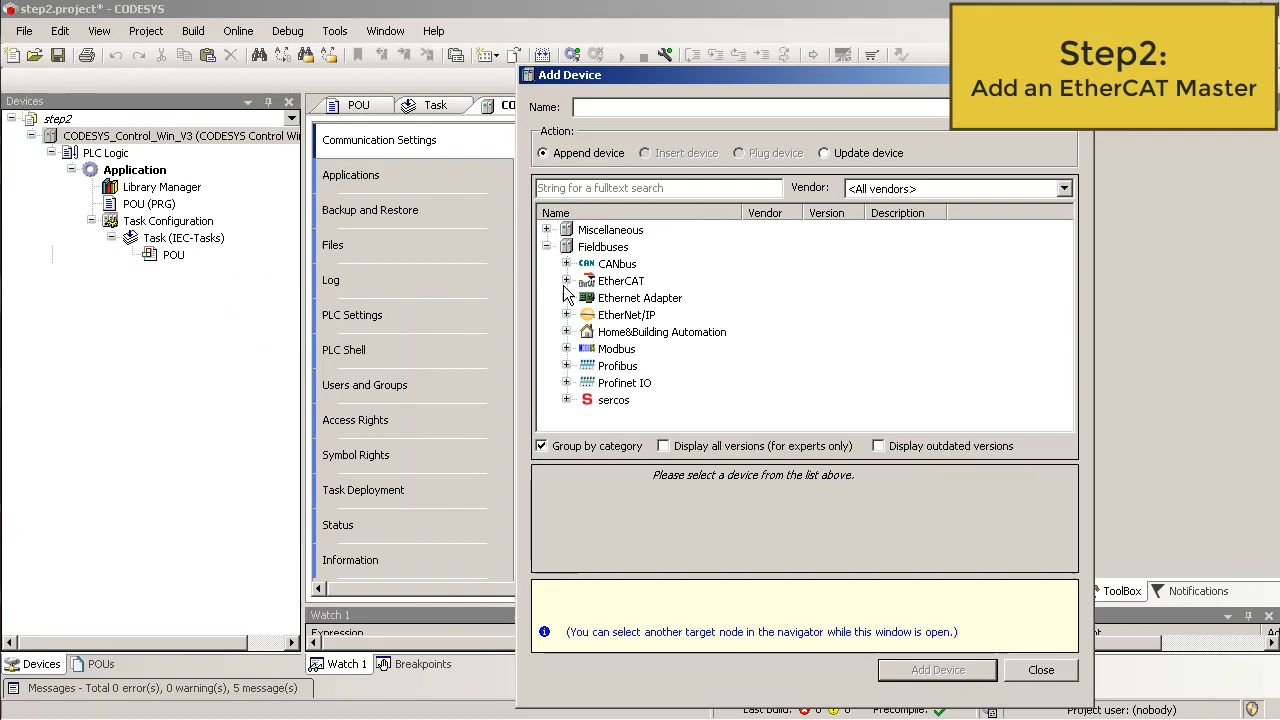 step2.project* - CODESYS
File Edit View Project Build Online Debug Tools Window Help
Step2:
Add an EtherCAT Master
Devices
step2
CODESYS_Control_Win_V3 (CODESYS Control Win
PLC Logic
Application
Library Manager
POU (PRG)
Task Configuration
Task (IEC-Tasks)
POU
Devices POUs
POU Task CO
Communication Settings
Applications
Backup and Restore
Files
Log
PLC Settings
PLC Shell
Users and Groups
Access Rights
Symbol Rights
Task Deployment
Status
Information
Watch 1
Expression
Watch 1 Breakpoints
Add Device
Name:
Action:
Append device Insert device Plug device Update device
String for a fulltext search Vendor: <All vendors>
Name Vendor Version Description
Miscellaneous
Fieldbuses
CAN CANbus
EtherCAT
Ethernet Adapter
EtherNet/IP
Home&Building Automation
Modbus
Profibus
Profinet IO
S sercos
Group by category Display all versions (for experts only) Display outdated versions
Please select a device from the list above.
(You can select another target node in the navigator while this window is open.)
Add Device Close
ToolBox Notifications
Messages - Total 0 error(s), 0 warning(s), 5 message(s)
Last build: 0 0 Precompile: Project user: (nobody)